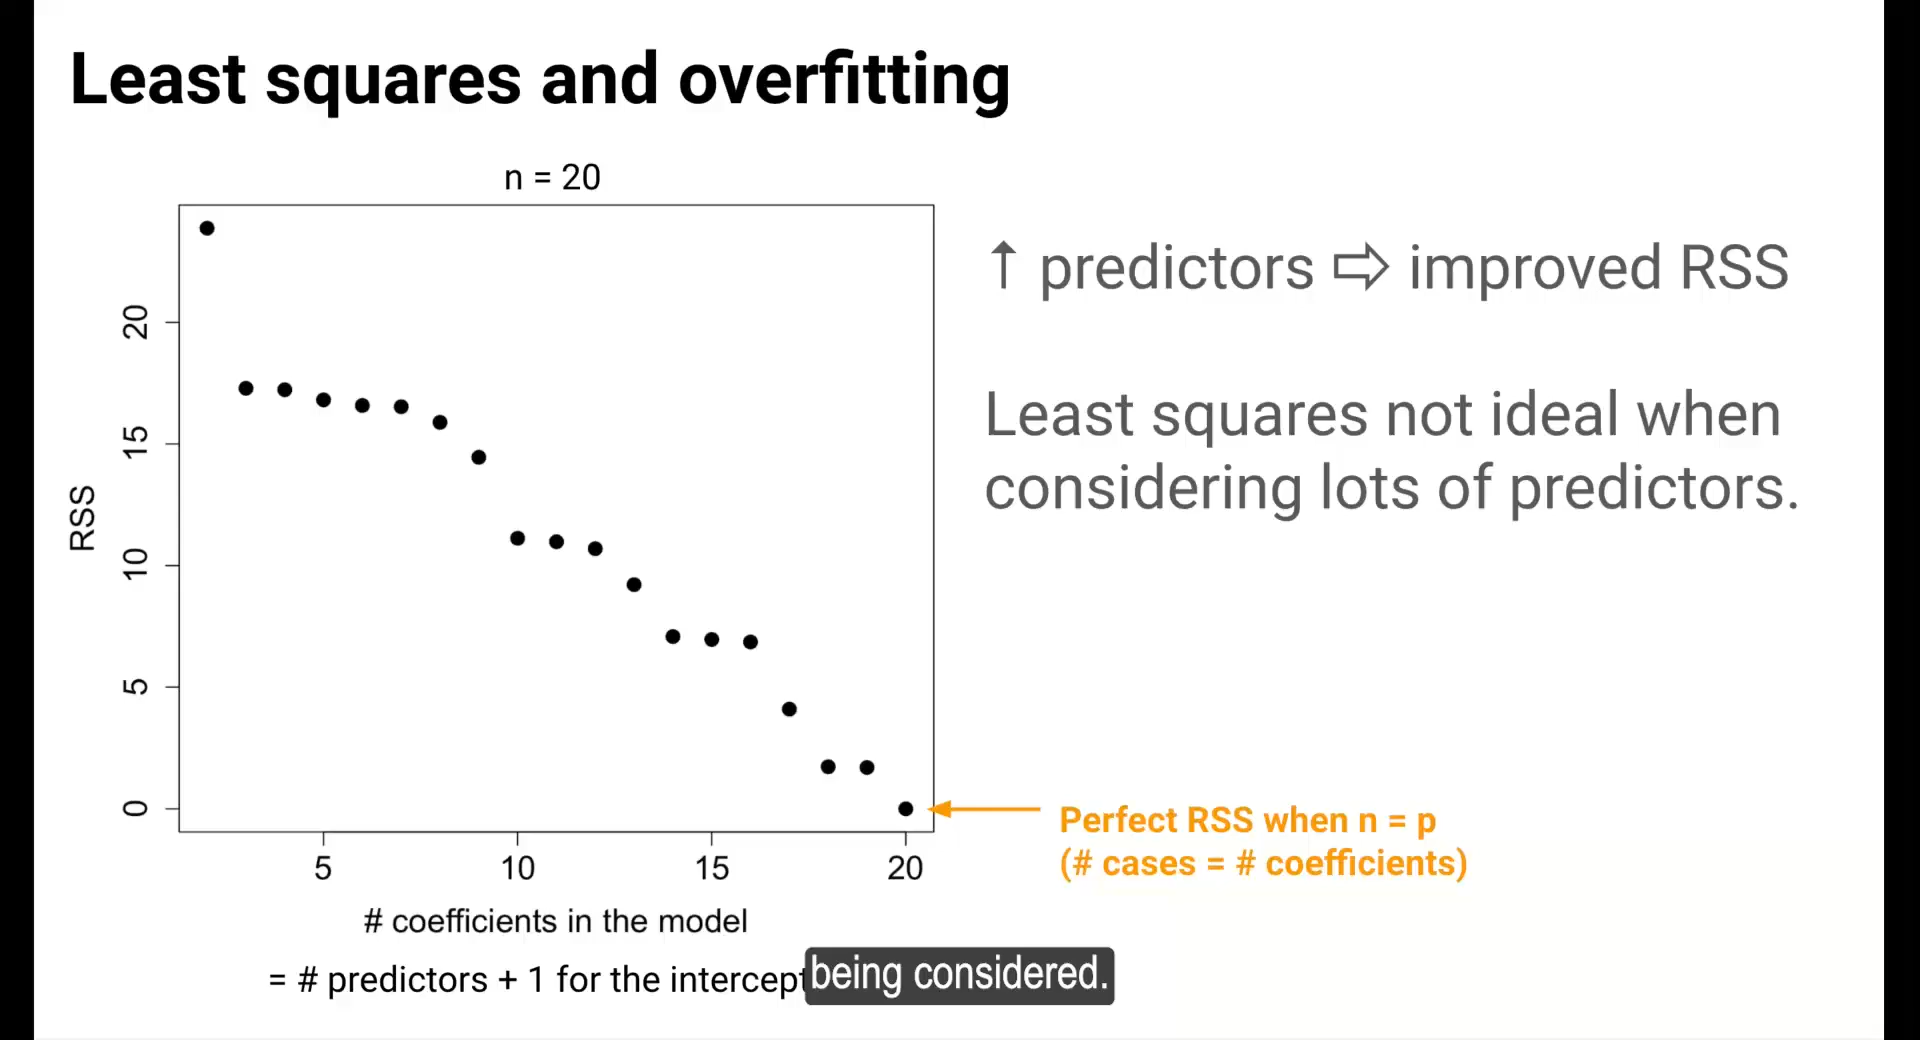 Least squares and overfitting
n = 20
↑ predictors ⇨ improved RSS
Least squares not ideal when
considering lots of predictors.
RSS
20
15
10
5
0
5 10 15 20
# coefficients in the model
= # predictors + 1 for the intercept
Perfect RSS when n = p
(# cases = # coefficients)
being considered.